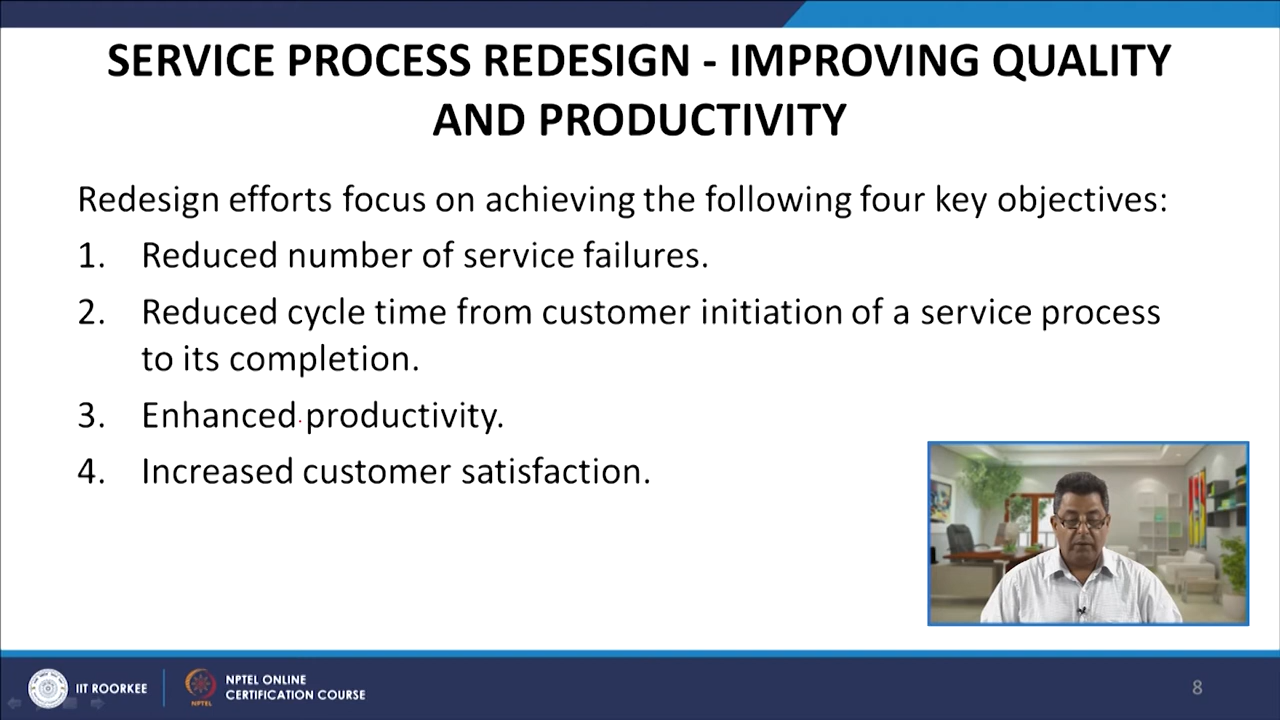 SERVICE PROCESS REDESIGN - IMPROVING QUALITY
AND PRODUCTIVITY
Redesign efforts focus on achieving the following four key objectives:
1. Reduced number of service failures.
2. Reduced cycle time from customer initiation of a service process
to its completion.
3. Enhanced productivity.
4. Increased customer satisfaction.
IIT ROORKEE
NPTEL
NPTEL ONLINE
CERTIFICATION COURSE
8